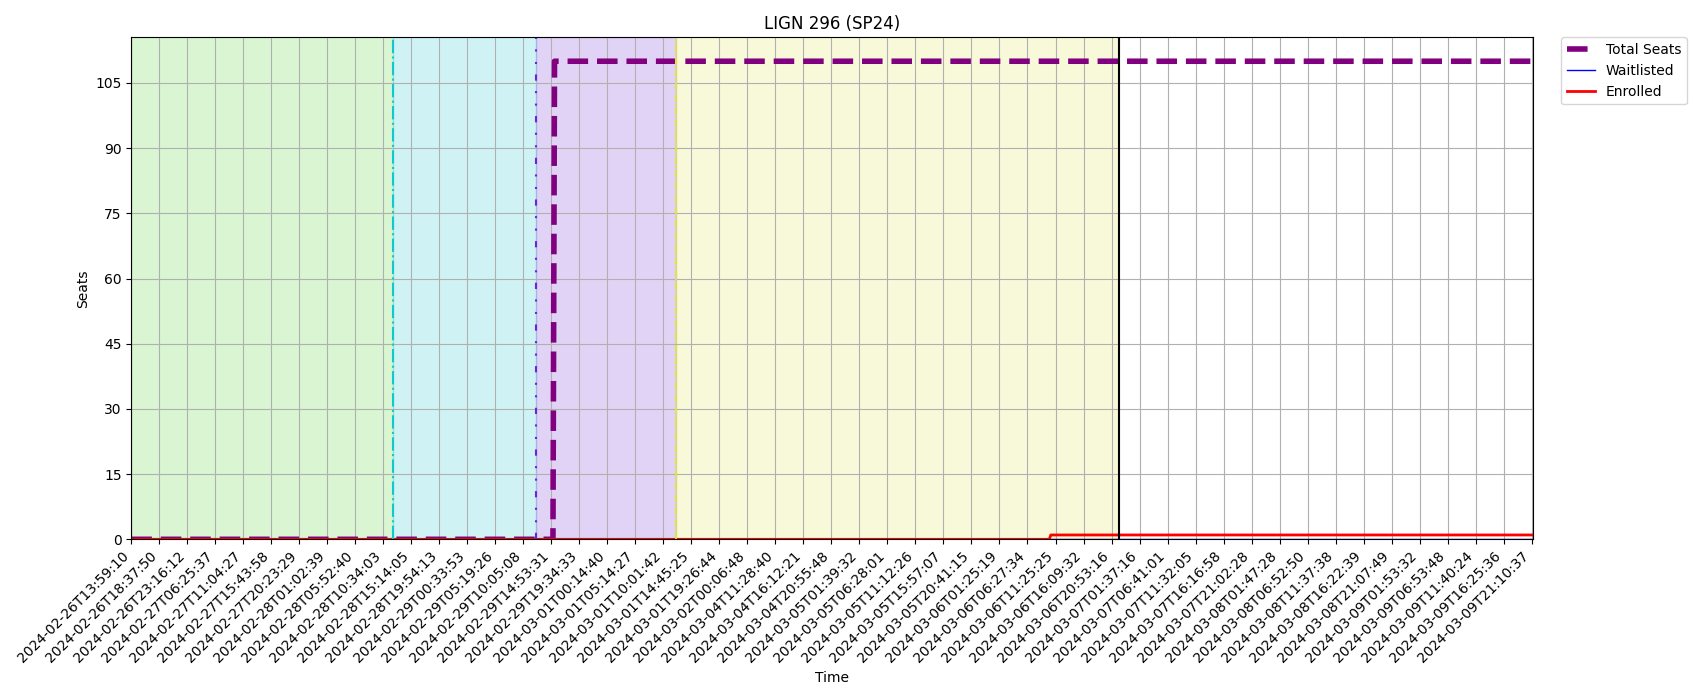 LIGN 296 (SP24)
Total Seats
Waitlisted
Enrolled
Seats
105
90
75
60
45
30
15
0
2024-02-26T13:59:10
2024-02-26T18:37:50
2024-02-26T23:16:12
2024-02-27T06:25:37
2024-02-27T11:04:27
2024-02-27T15:43:58
2024-02-27T20:23:29
2024-02-28T01:02:39
2024-02-28T05:52:40
2024-02-28T10:34:03
2024-02-28T15:14:05
2024-02-28T19:54:13
2024-02-29T00:33:53
2024-02-29T05:19:26
2024-02-29T10:05:08
2024-02-29T14:53:31
2024-02-29T19:34:33
2024-03-01T00:14:40
2024-03-01T05:14:27
2024-03-01T10:01:42
2024-03-01T14:45:25
2024-03-01T19:26:44
2024-03-02T00:06:48
2024-03-04T11:28:40
2024-03-04T16:12:21
2024-03-04T20:55:48
2024-03-05T01:39:32
2024-03-05T06:28:01
2024-03-05T11:12:26
2024-03-05T15:57:07
2024-03-05T20:41:15
2024-03-06T01:25:19
2024-03-06T06:27:34
2024-03-06T11:25:25
2024-03-06T16:09:32
2024-03-06T20:53:16
2024-03-07T01:37:16
2024-03-07T06:41:01
2024-03-07T11:32:05
2024-03-07T16:16:58
2024-03-07T21:02:28
2024-03-08T01:47:28
2024-03-08T06:52:50
2024-03-08T11:37:38
2024-03-08T16:22:39
2024-03-08T21:07:49
2024-03-09T01:53:32
2024-03-09T06:53:48
2024-03-09T11:40:24
2024-03-09T16:25:36
2024-03-09T21:10:37
Time